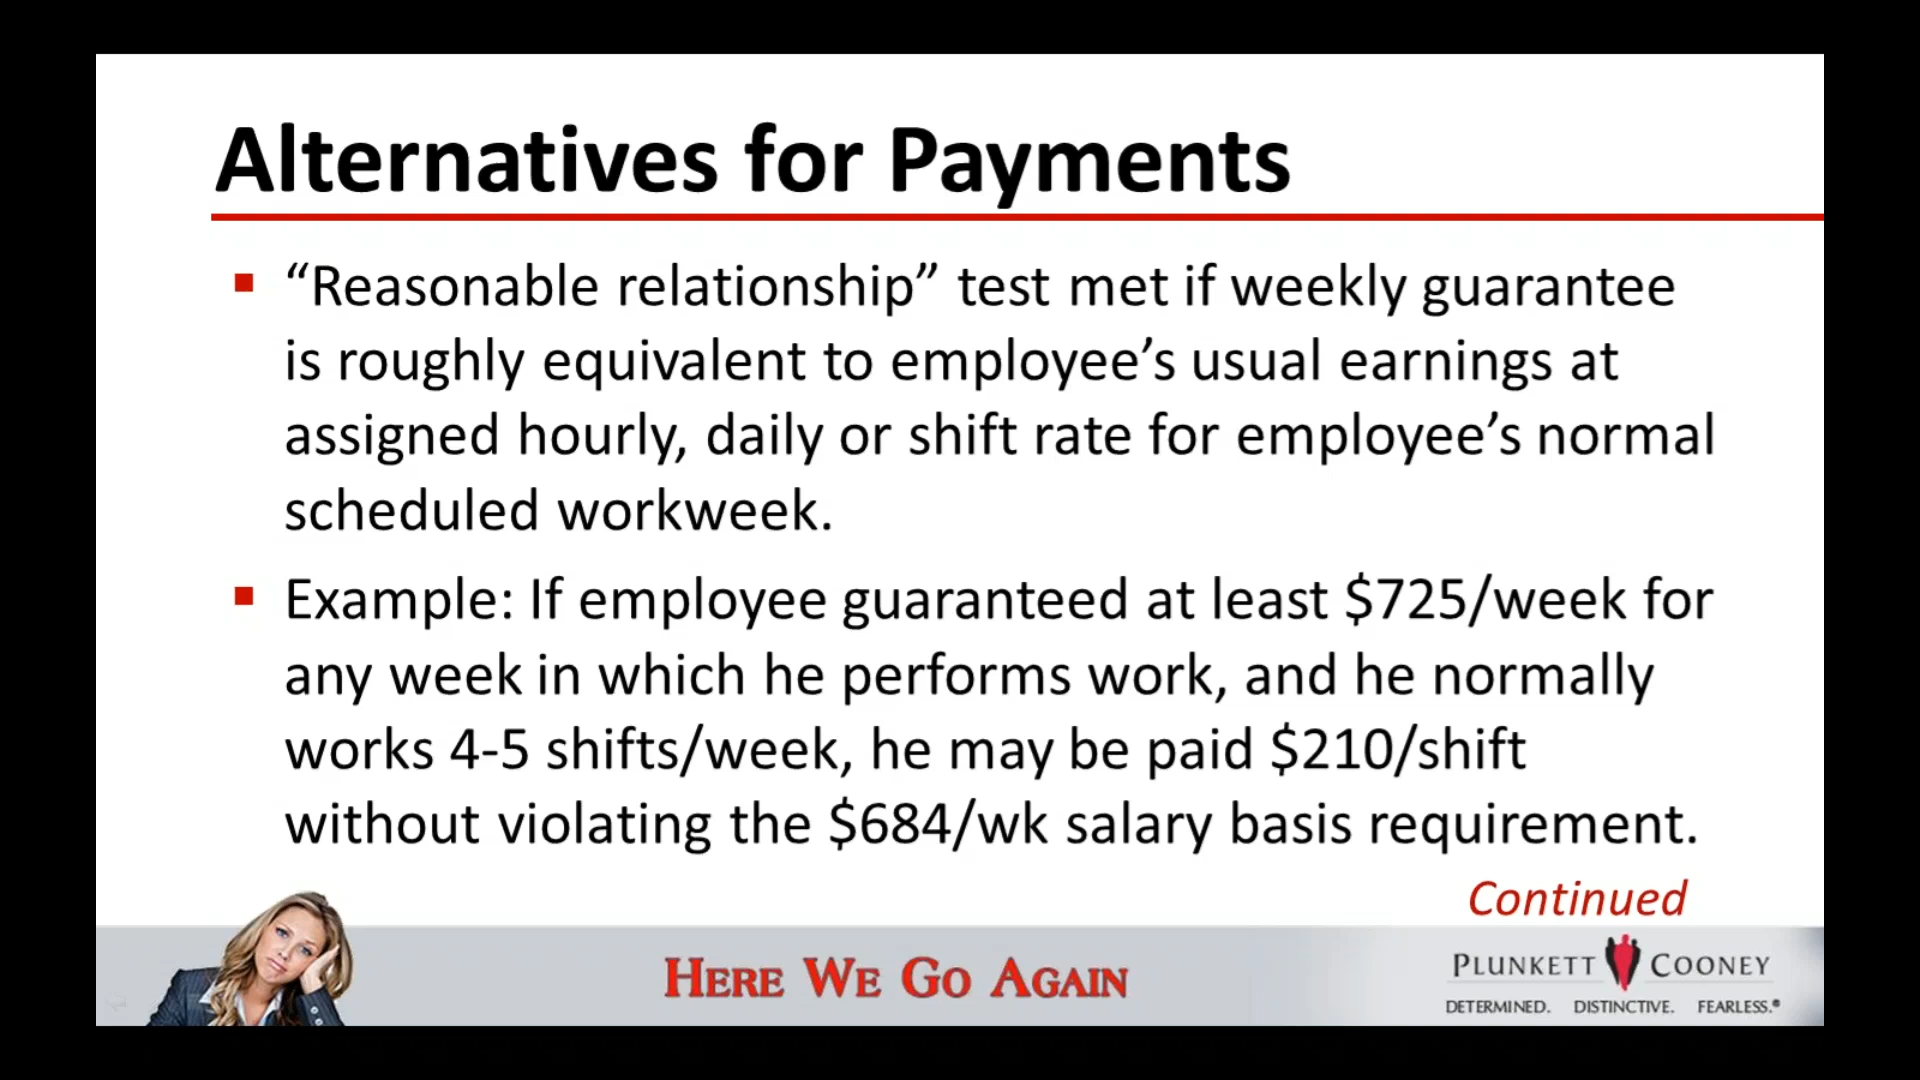 Alternatives for Payments
“Reasonable relationship” test met if weekly guarantee
is roughly equivalent to employee’s usual earnings at
assigned hourly, daily or shift rate for employee’s normal
scheduled workweek.
Example: If employee guaranteed at least $725/week for
any week in which he performs work, and he normally
works 4-5 shifts/week, he may be paid $210/shift
without violating the $684/wk salary basis requirement.
Continued
HERE WE GO AGAIN
PLUNKETT COONEY
DETERMINED. DISTINCTIVE. FEARLESS.®